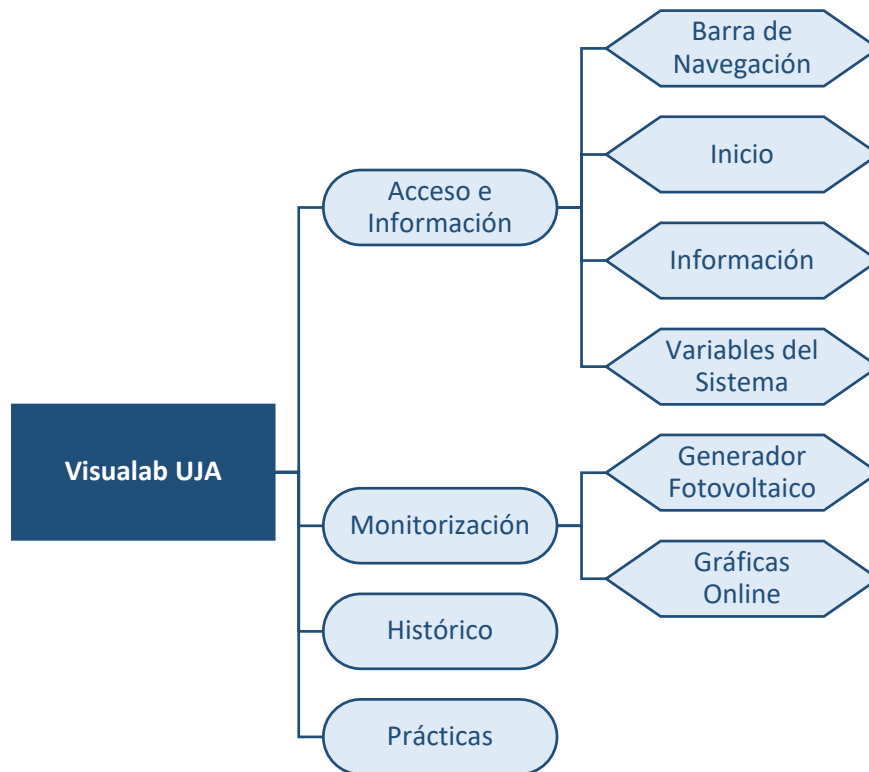 Visualab UJA
Acceso e
Información
Barra de
Navegación
Inicio
Información
Variables del
Sistema
Monitorización
Generador
Fotovoltaico
Gráficas
Online
Histórico
Prácticas